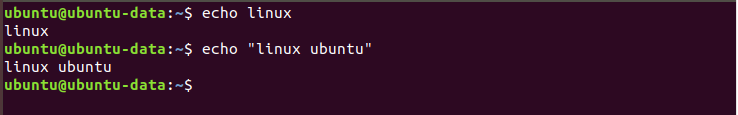 ubuntu@ubuntu-data:~$ echo linux
linux
ubuntu@ubuntu-data:~$ echo "linux ubuntu"
linux ubuntu
ubuntu@ubuntu-data:~$